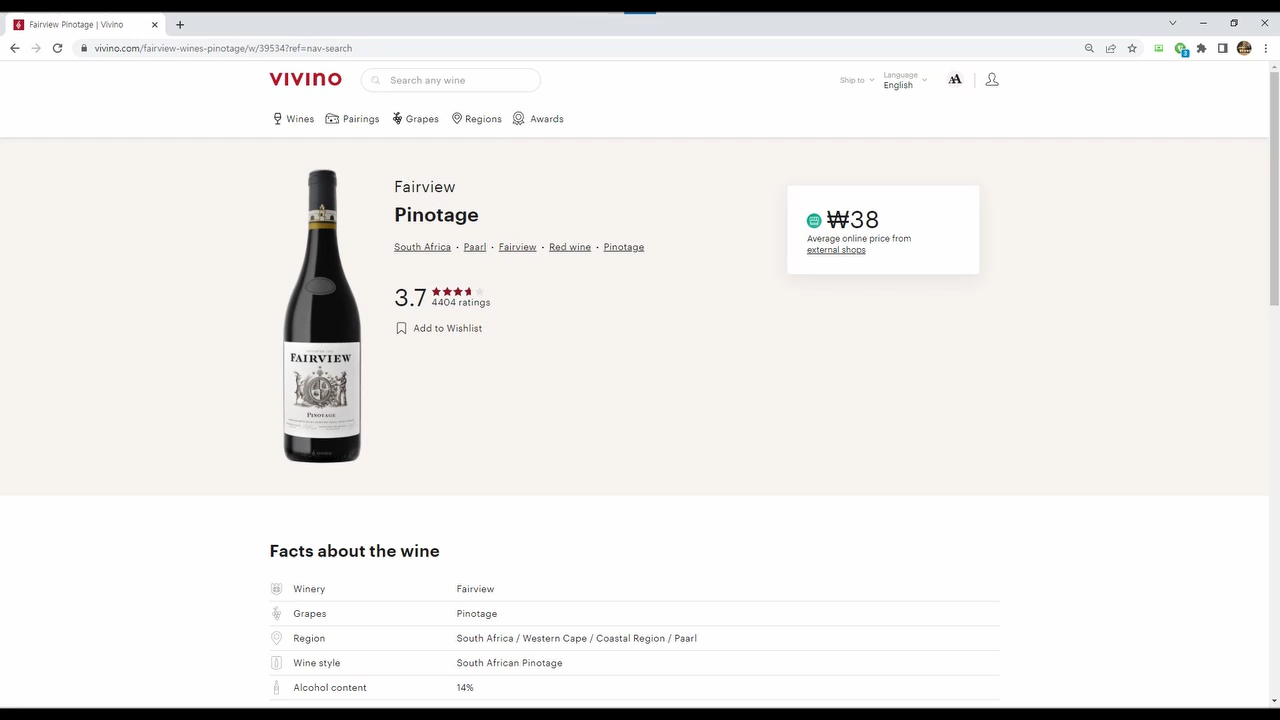 Fairview Pinotage | Vivino
vivino.com/fairview-wines-pinotage/w/39534?ref=nav-search
VIVINO
Search any wine
Ship to
Language
English
Wines
Pairings
Grapes
Regions
Awards
Fairview
Pinotage
South Africa · Paarl · Fairview · Red wine · Pinotage
3.7
4404 ratings
Add to Wishlist
₩38
Average online price from
external shops
FAIRVIEW
PINOTAGE
Facts about the wine
Winery Fairview
Grapes Pinotage
Region South Africa / Western Cape / Coastal Region / Paarl
Wine style South African Pinotage
Alcohol content 14%